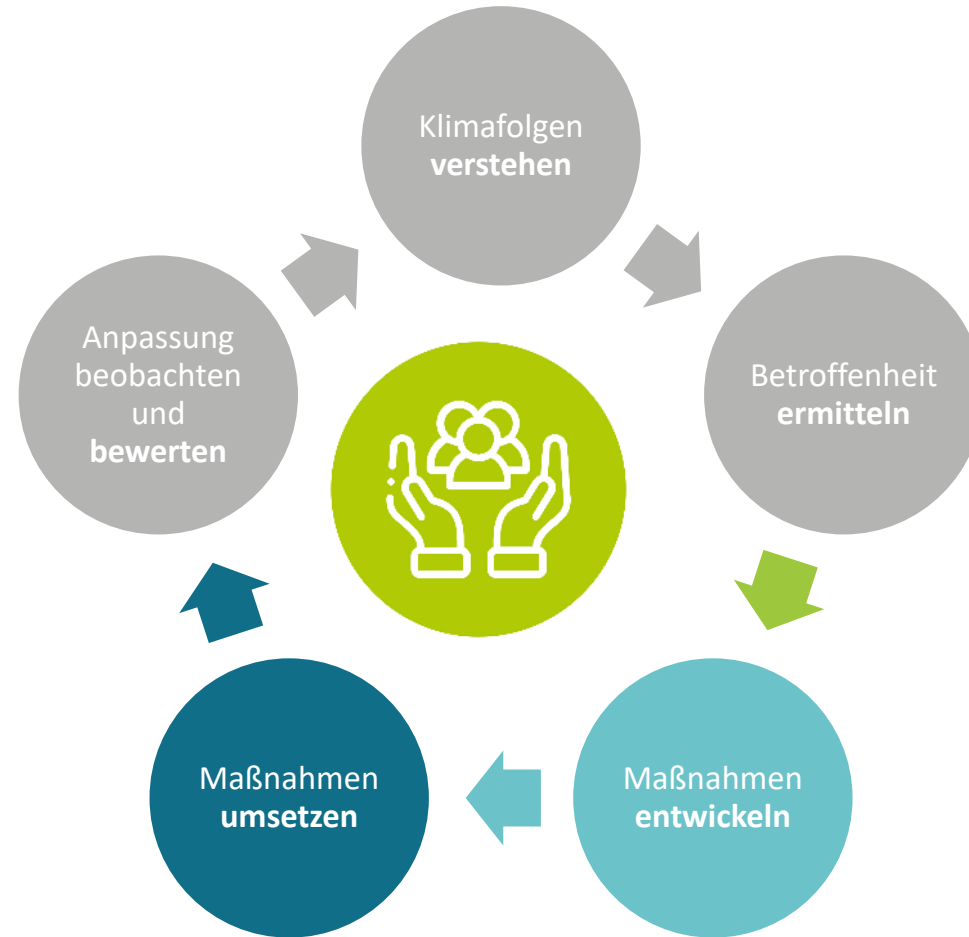 Klimafolgen
verstehen
Betroffenheit
ermitteln
Maßnahmen
entwickeln
Maßnahmen
umsetzen
Anpassung
beobachten
und
bewerten